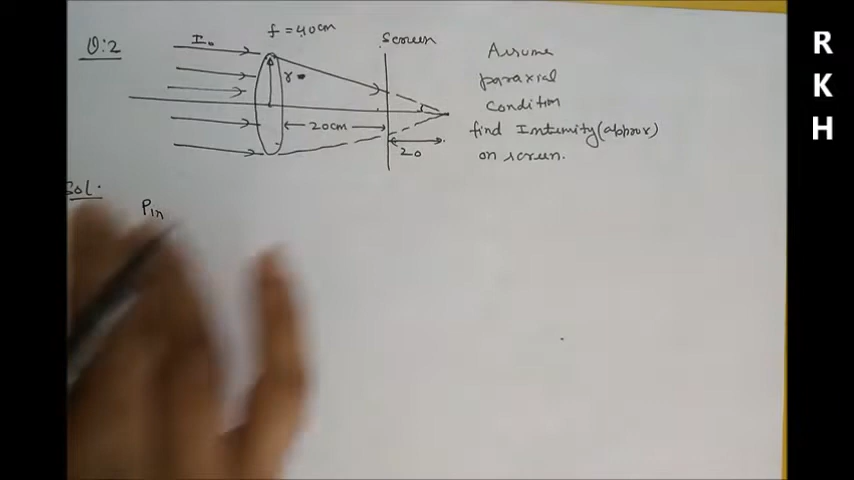 Q:2
I₀
f = 40cm
r
20cm
20
Screen
Assume
paraxial
condition
find Intensity(approx)
on screen.
Sol.
Pin
R
K
H